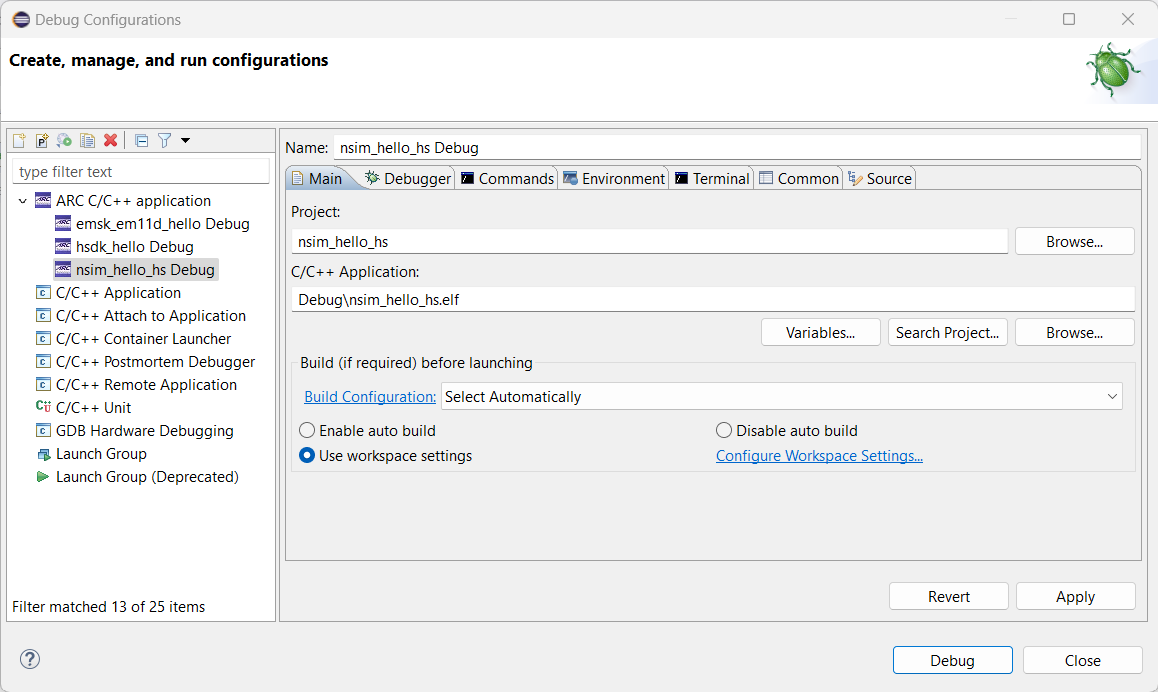 Debug Configurations
Create, manage, and run configurations
type filter text
ARC C/C++ application
emsk_em11d_hello Debug
hsdk_hello Debug
nsim_hello_hs Debug
C/C++ Application
C/C++ Attach to Application
C/C++ Container Launcher
C/C++ Postmortem Debugger
C/C++ Remote Application
C/C++ Unit
GDB Hardware Debugging
Launch Group
Launch Group (Deprecated)
Filter matched 13 of 25 items
Name: nsim_hello_hs Debug
Main Debugger Commands Environment Terminal Common Source
Project:
nsim_hello_hs Browse...
C/C++ Application:
Debug\nsim_hello_hs.elf
Variables... Search Project... Browse...
Build (if required) before launching
Build Configuration: Select Automatically
Enable auto build Disable auto build
Use workspace settings Configure Workspace Settings...
Revert Apply
? Debug Close